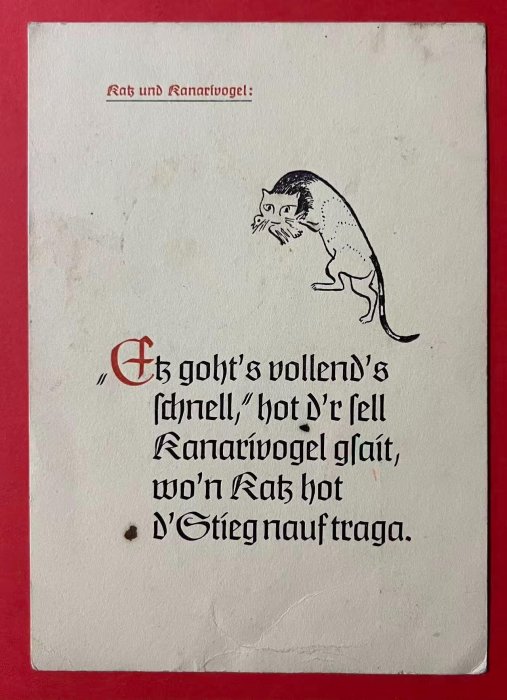 Katz und Kanarivogel:
„Etz goht's vollend's
schnell,“ hot d'r sell
Kanarivogel gsait,
wo'n Katz hot
d'Stieg nauf traga.